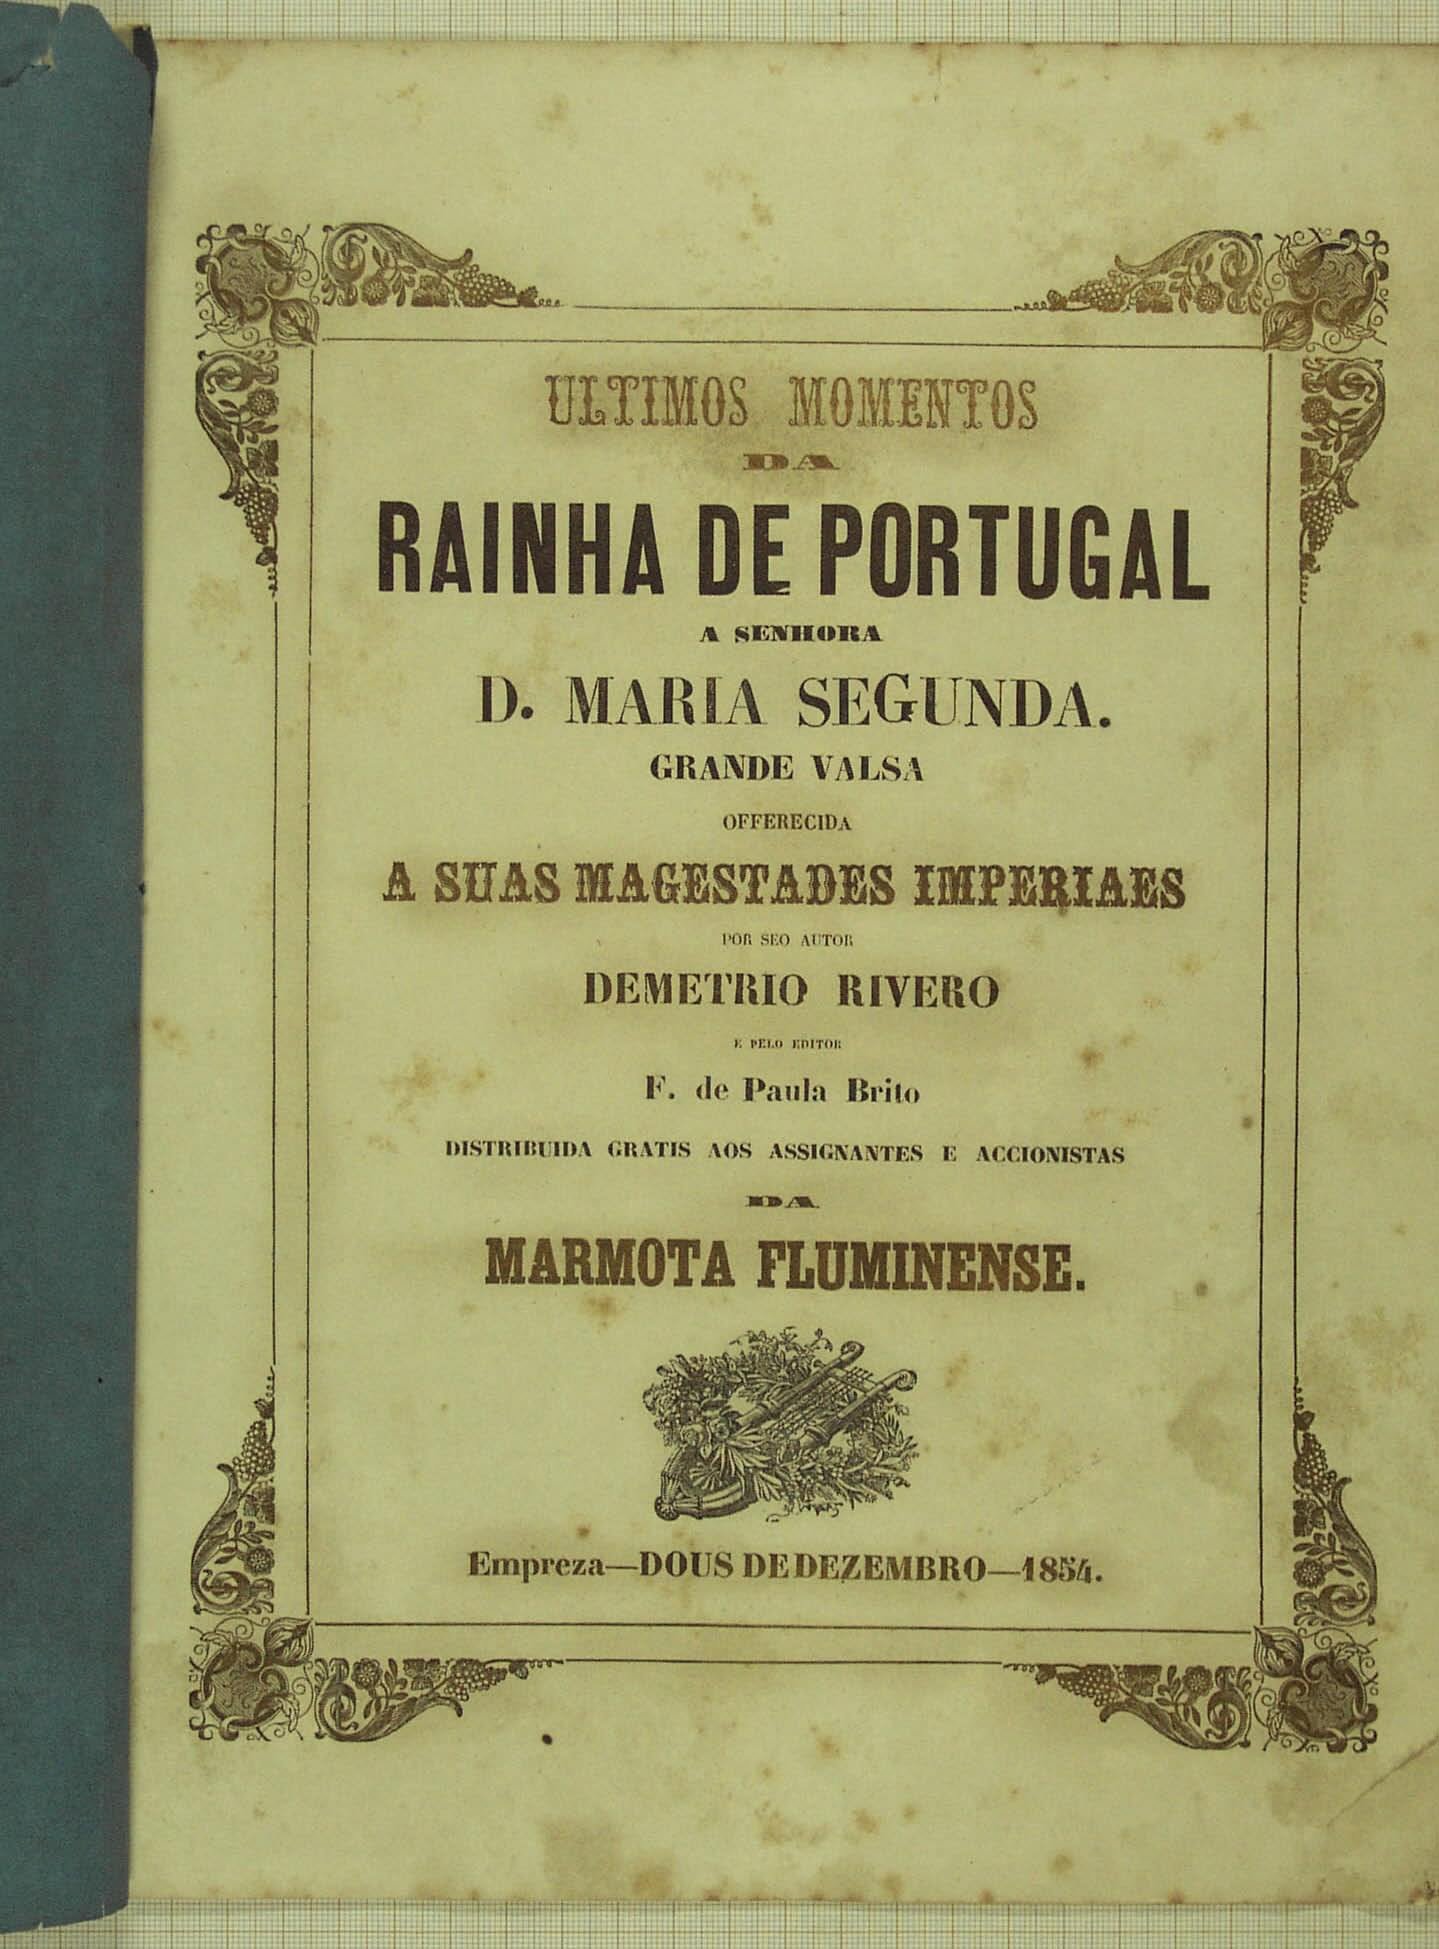 ULTIMOS MOMENTOS
DA
RAINHA DE PORTUGAL
A SENHORA
D. MARIA SEGUNDA.
GRANDE VALSA
OFFERECIDA
A SUAS MAGESTADES IMPERIAES
POR SEO AUTOR
DEMETRIO RIVERO
E PELO EDITOR
F. de Paula Brito
DISTRIBUIDA GRATIS AOS ASSIGNANTES E ACCIONISTAS
DA
MARMOTA FLUMINENSE.
Empreza—DOUS DE DEZEMBRO—1854.